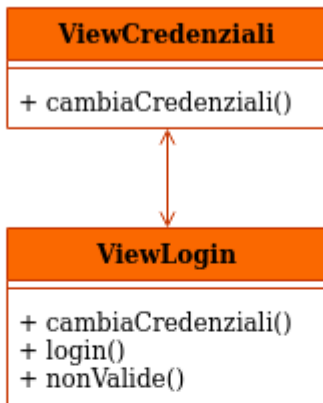 ViewCredenziali
+ cambiaCredenziali()
ViewLogin
+ cambiaCredenziali()
+ login()
+ nonValide()